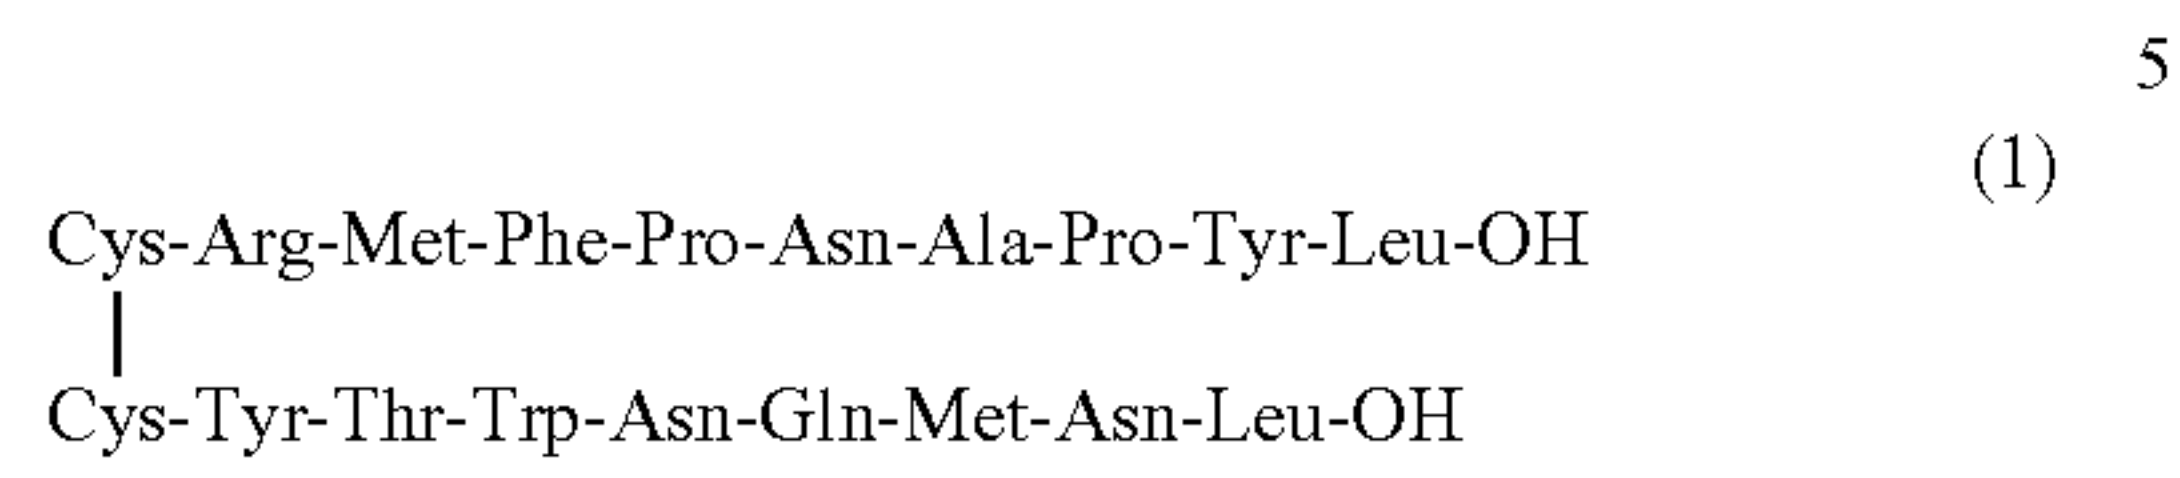 5
(1)
Cys-Arg-Met-Phe-Pro-Asn-Ala-Pro-Tyr-Leu-OH
Cys-Tyr-Thr-Trp-Asn-Gln-Met-Asn-Leu-OH